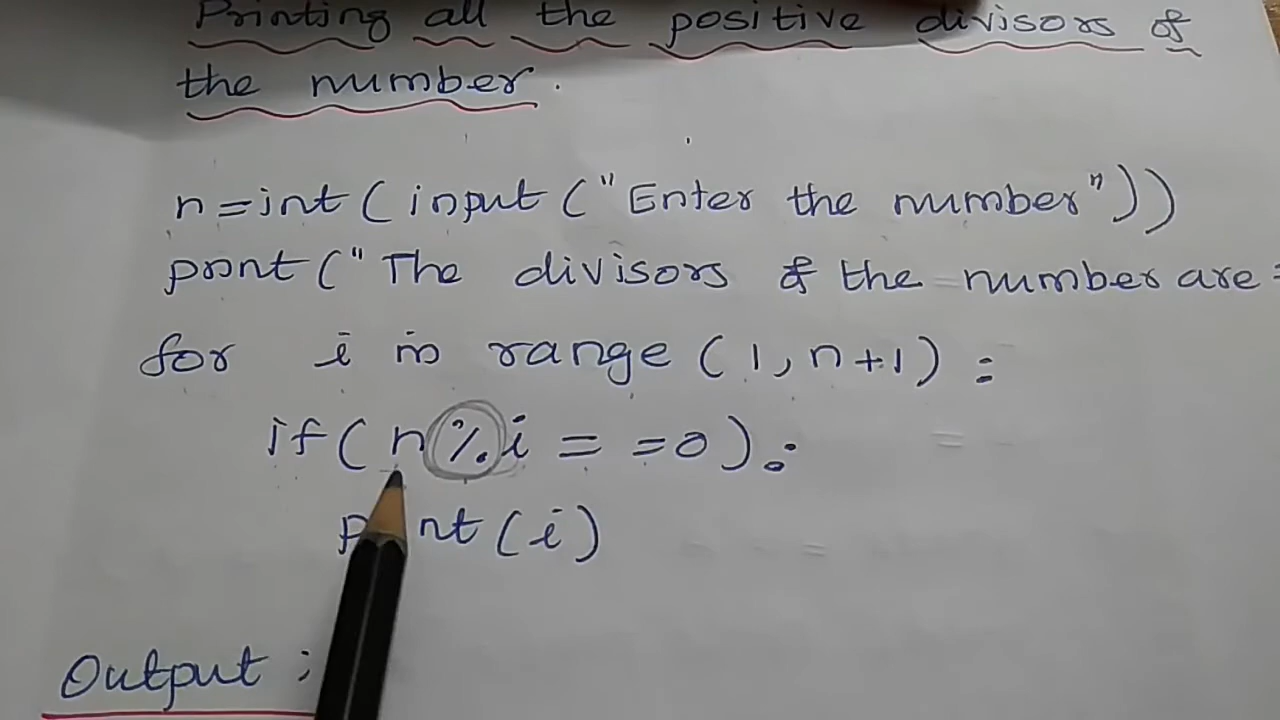 Printing all the positive divisors of
the number.
n=int(input("Enter the number"))
print("The divisors of the number are:
for i in range(1,n+1):
if(n%i==0):
print(i)
Output: